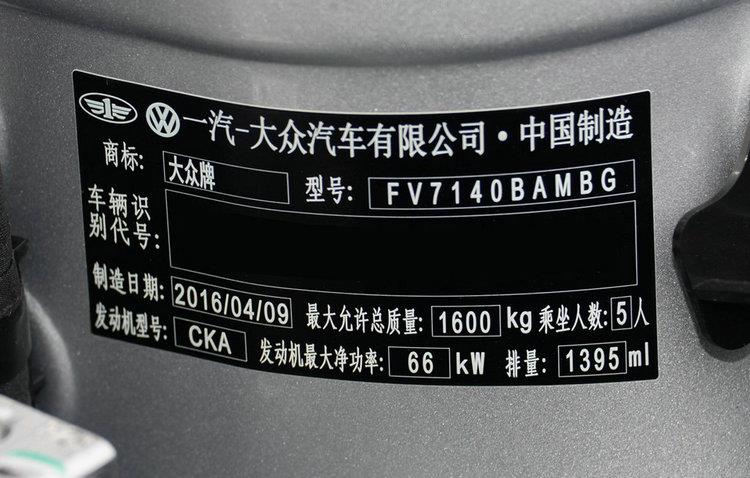 一汽-大众汽车有限公司·中国制造
商标: 大众牌 型号: FV7140BAMBG
车辆识
别代号:
制造日期: 2016/04/09 最大允许总质量: 1600 kg 乘坐人数: 5 人
发动机型号: CKA 发动机最大净功率: 66 kW 排量: 1395 ml